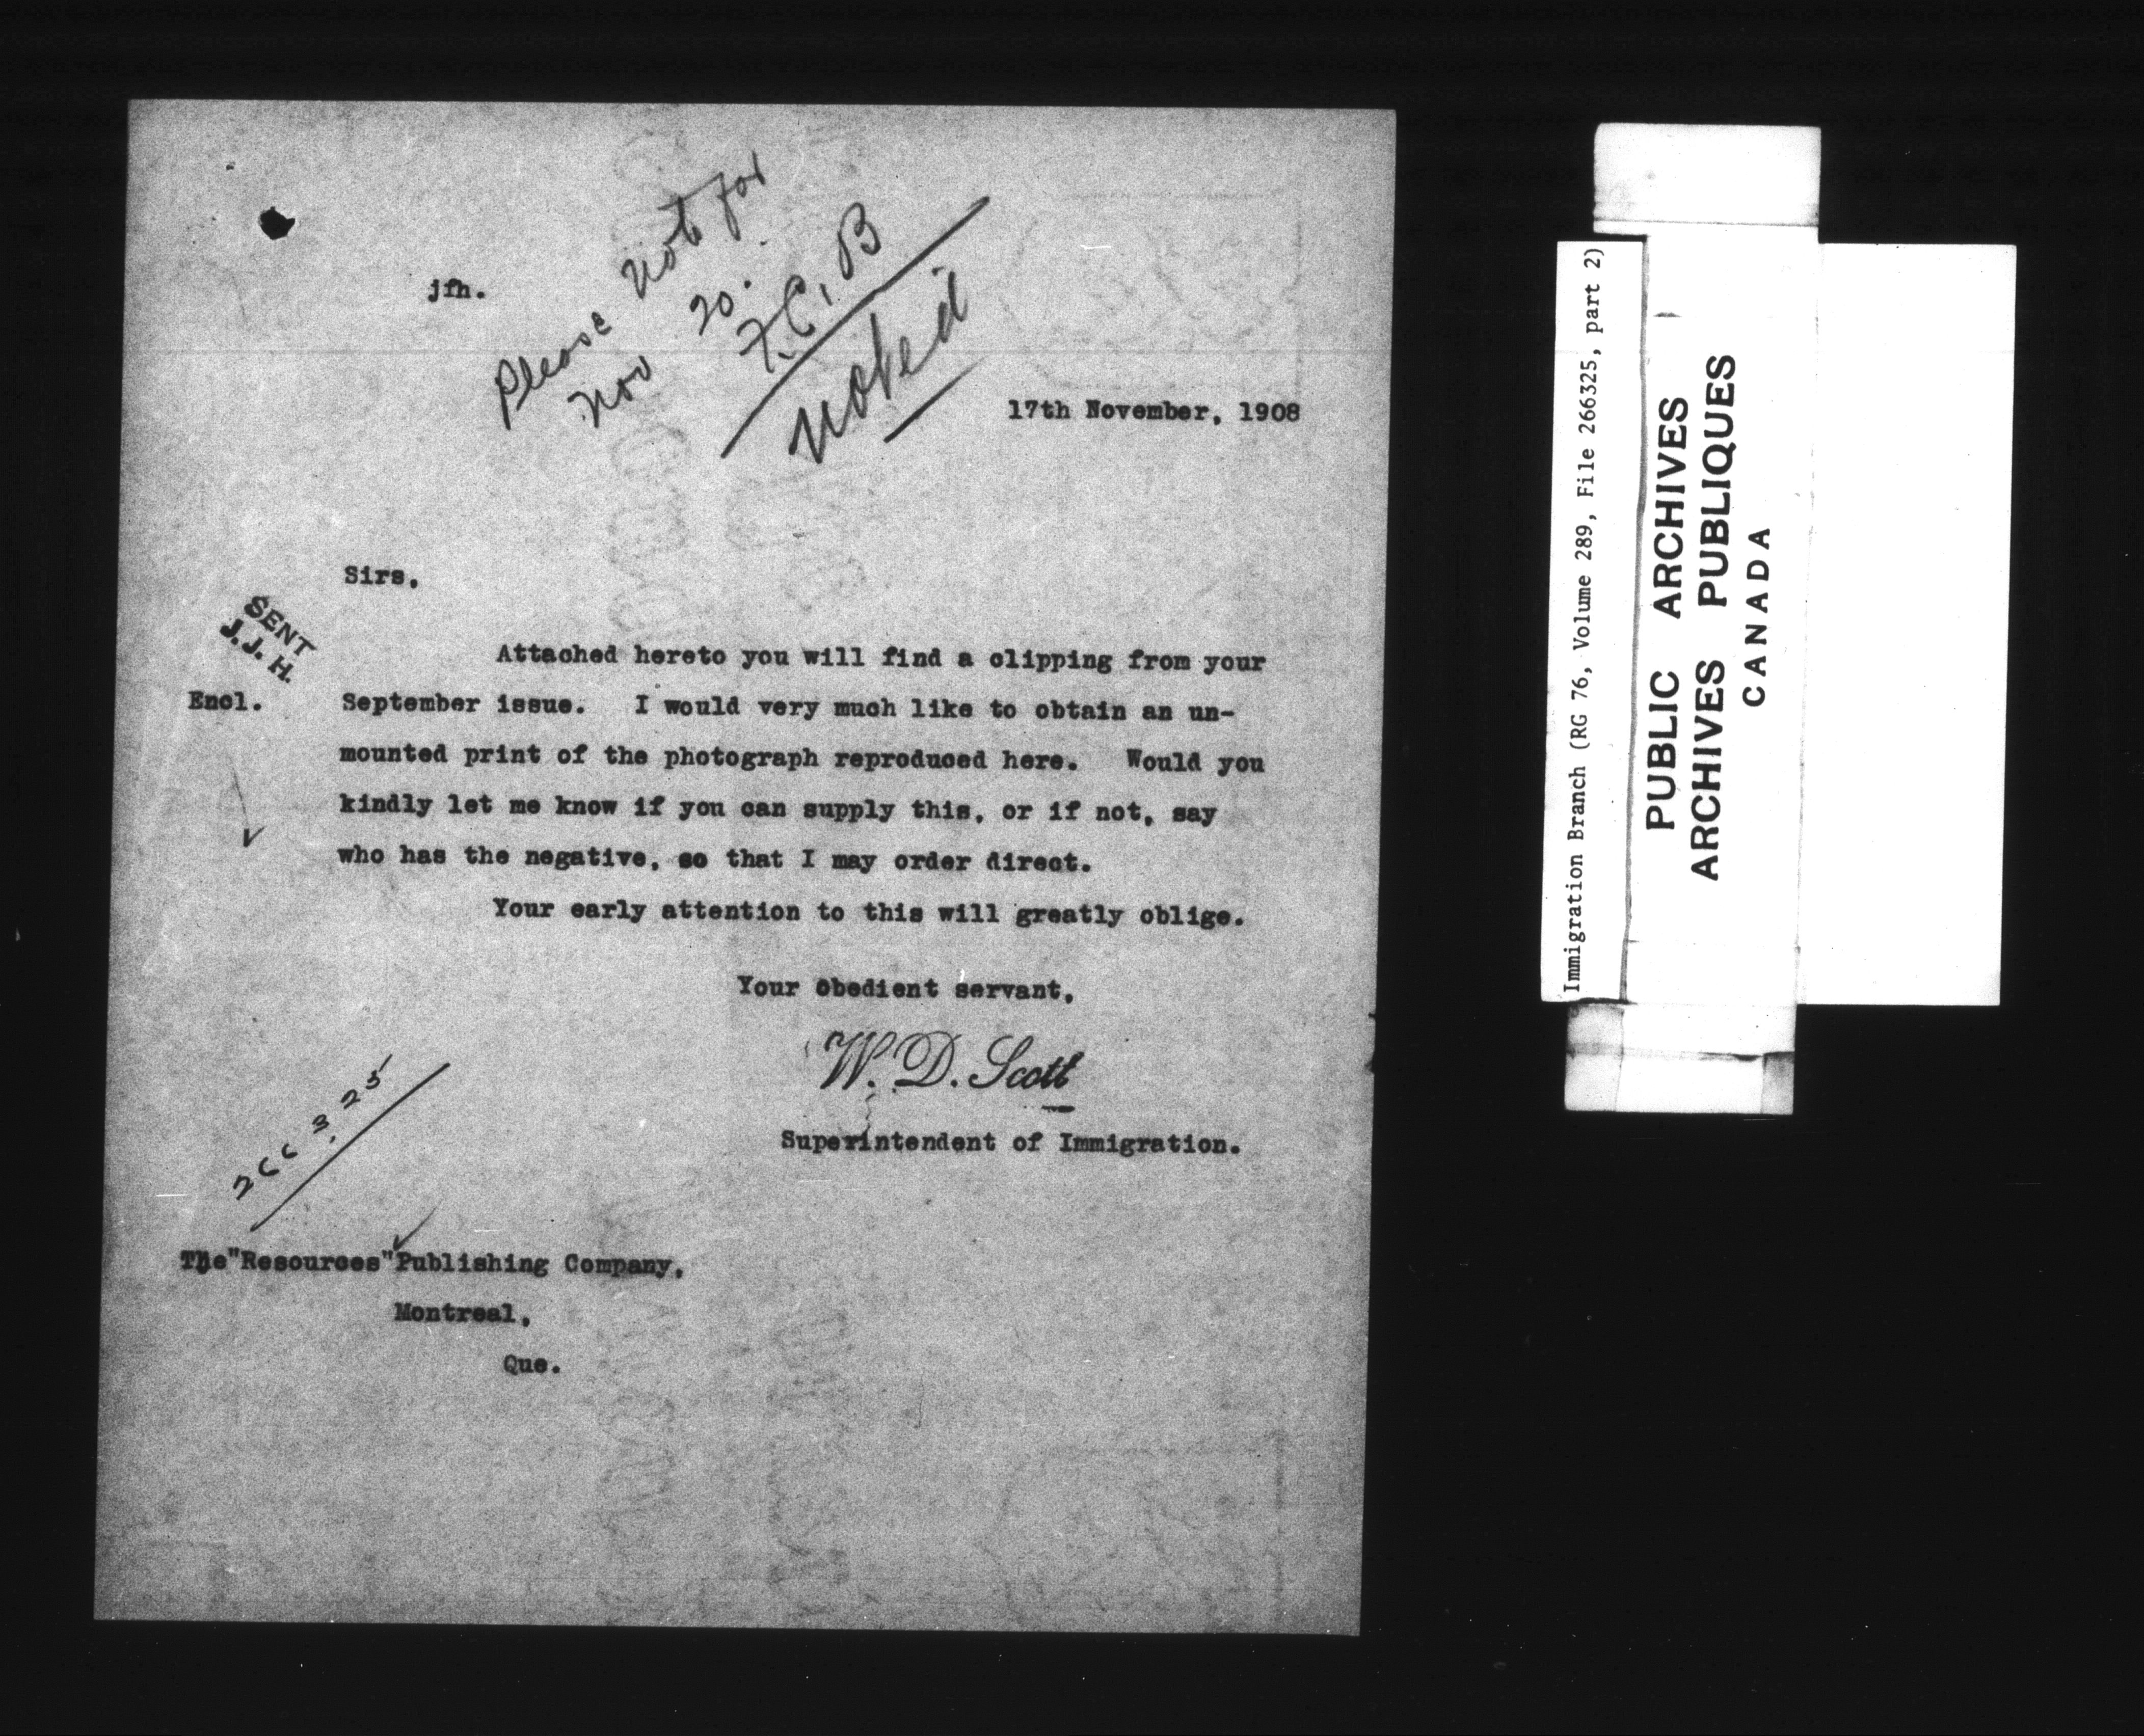 Please not for
Nov 20.
F.C.B
noted
jfh.
17th November, 1908
Sirs,
SENT
J.J.H.
Encl.
Attached hereto you will find a clipping from your
September issue. I would very much like to obtain an un-
mounted print of the photograph reproduced here. Would you
kindly let me know if you can supply this, or if not, say
who has the negative, so that I may order direct.
Your early attention to this will greatly oblige.
Your obedient servant,
W. D. Scott
Superintendent of Immigration.
266325
The "Resources" Publishing Company,
Montreal,
Que.
Immigration Branch (RG 76, Volume 289, File 266325, part 2)
PUBLIC ARCHIVES
ARCHIVES PUBLIQUES
CANADA